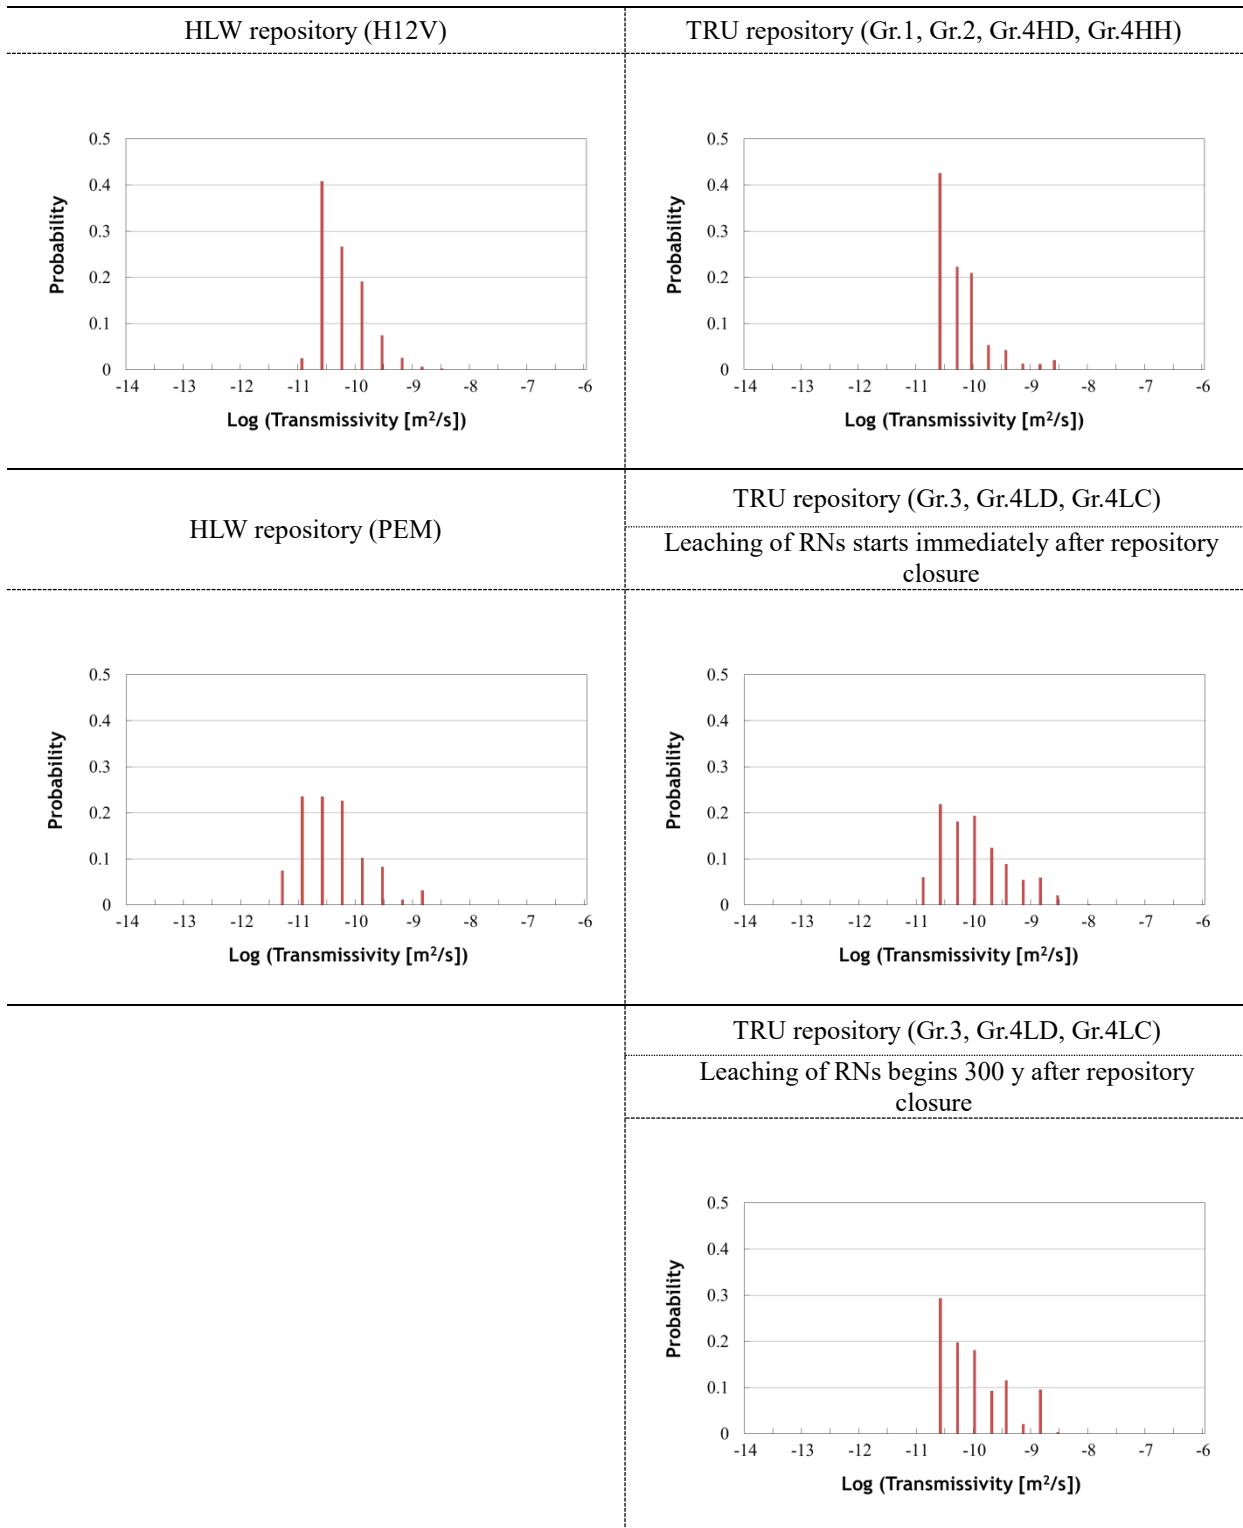 HLW repository (H12V)
TRU repository (Gr.1, Gr.2, Gr.4HD, Gr.4HH)
0.5
0.4
0.3
0.2
0.1
0
Probability
-14 -13 -12 -11 -10 -9 -8 -7 -6
Log (Transmissivity [m²/s])
0.5
0.4
0.3
0.2
0.1
0
Probability
-14 -13 -12 -11 -10 -9 -8 -7 -6
Log (Transmissivity [m²/s])
HLW repository (PEM)
TRU repository (Gr.3, Gr.4LD, Gr.4LC)
Leaching of RNs starts immediately after repository
closure
0.5
0.4
0.3
0.2
0.1
0
Probability
-14 -13 -12 -11 -10 -9 -8 -7 -6
Log (Transmissivity [m²/s])
0.5
0.4
0.3
0.2
0.1
0
Probability
-14 -13 -12 -11 -10 -9 -8 -7 -6
Log (Transmissivity [m²/s])
TRU repository (Gr.3, Gr.4LD, Gr.4LC)
Leaching of RNs begins 300 y after repository
closure
0.5
0.4
0.3
0.2
0.1
0
Probability
-14 -13 -12 -11 -10 -9 -8 -7 -6
Log (Transmissivity [m²/s])